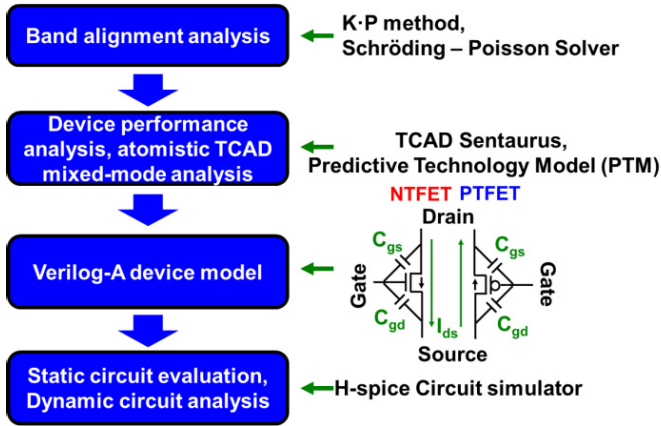 Band alignment analysis
K·P method,
Schröding – Poisson Solver
Device performance
analysis, atomistic TCAD
mixed-mode analysis
TCAD Sentaurus,
Predictive Technology Model (PTM)
NTFET PTFET
Drain
Verilog-A device model
Gate
Cgs
Cgd
Ids
Cgs
Cgd
Gate
Source
Static circuit evaluation,
Dynamic circuit analysis
H-spice Circuit simulator